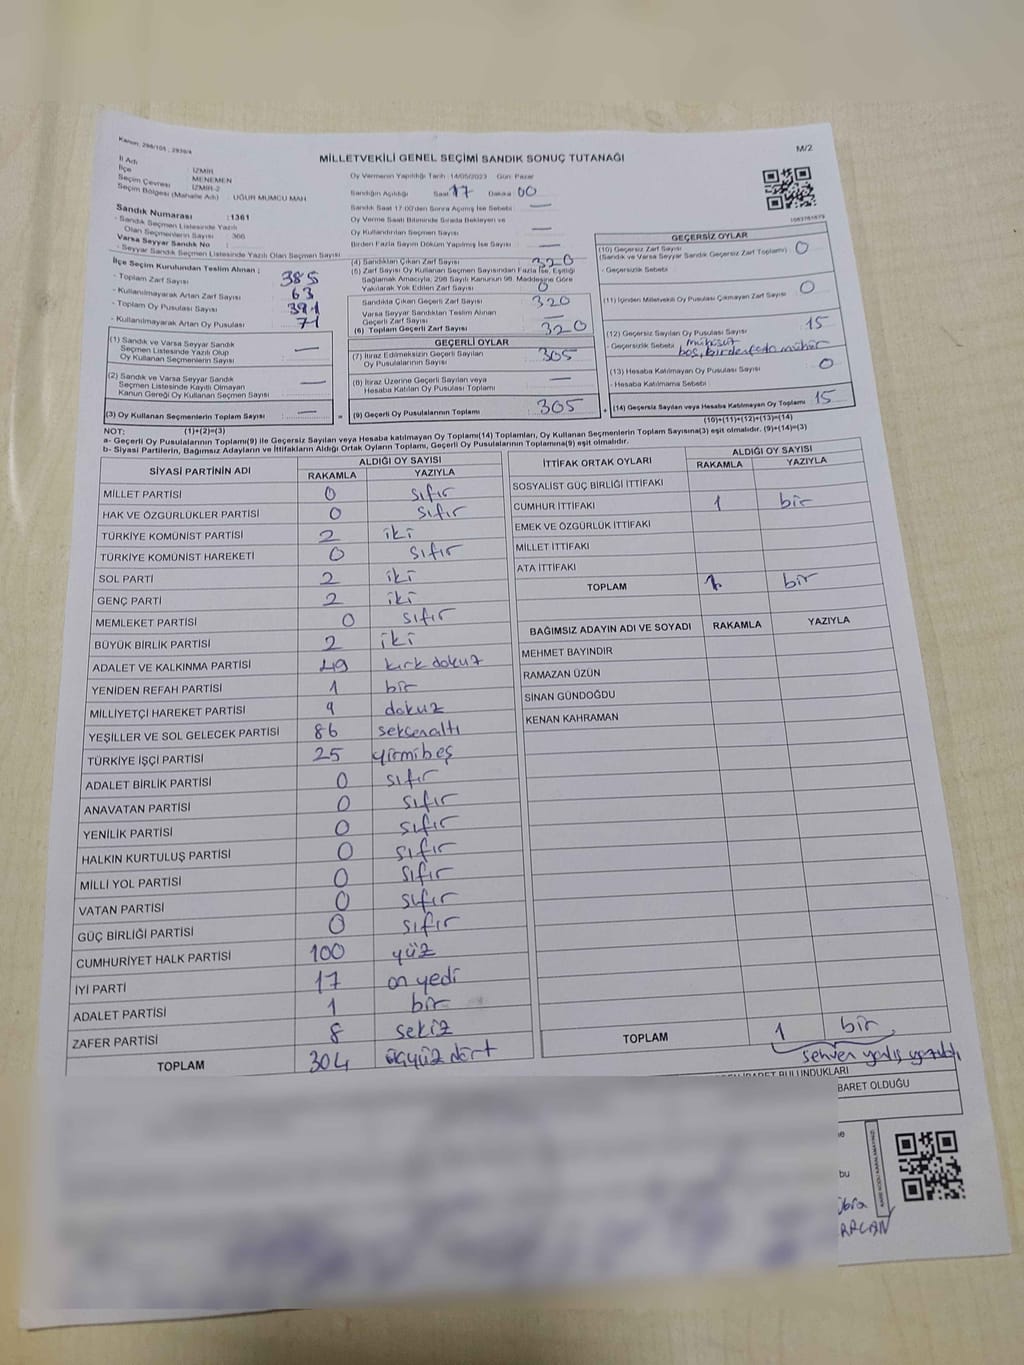 Kanun: 298/105 , 2839/4
M/2
MİLLETVEKİLİ GENEL SEÇİMİ SANDIK SONUÇ TUTANAĞI
İl Adı : İZMİR
İlçe : MENEMEN
Seçim Çevresi : İZMİR-2
Seçim Bölgesi (Mahalle Adı) : UĞUR MUMCU MAH
Sandık Numarası : 1361
- Sandık Seçmen Listesinde Yazılı
Olan Seçmenlerin Sayısı : 366
Varsa Seyyar Sandık No :
- Seyyar Sandık Seçmen Listesinde Yazılı Olan Seçmen Sayısı
Oy Vermenin Yapıldığı Tarih :14/05/2023 Gün: Pazar
Sandığın Açıldığı Saat 17 Dakika 00
Sandık Saat 17:00'den Sonra Açılmış İse Sebebi : —
Oy Verme Saati Bitiminde Sırada Bekleyen ve
Oy Kullandırılan Seçmen Sayısı —
Birden Fazla Sayım Döküm Yapılmış İse Sayısı —
İlçe Seçim Kurulundan Teslim Alınan ;
- Toplam Zarf Sayısı 385
- Kullanılmayarak Artan Zarf Sayısı 63
- Toplam Oy Pusulası Sayısı 391
- Kullanılmayarak Artan Oy Pusulası 71
(1) Sandık ve Varsa Seyyar Sandık
Seçmen Listesinde Yazılı Olup
Oy Kullanan Seçmenlerin Sayısı —
(2) Sandık ve Varsa Seyyar Sandık
Seçmen Listesinde Kayıtlı Olmayan
Kanun Gereği Oy Kullanan Seçmen Sayısı —
(3) Oy Kullanan Seçmenlerin Toplam Sayısı —
(1)+(2)=(3)
(4) Sandıktan Çıkan Zarf Sayısı 320
(5) Zarf Sayısı Oy Kullanan Seçmen Sayısından Fazla İse, Eşitliği
Sağlamak Amacıyla; 298 Sayılı Kanunun 98. Maddesine Göre
Yakılarak Yok Edilen Zarf Sayısı 0
Sandıkta Çıkan Geçerli Zarf Sayısı 320
Varsa Seyyar Sandıktan Teslim Alınan
Geçerli Zarf Sayısı —
(6) Toplam Geçerli Zarf Sayısı 320
GEÇERLİ OYLAR
(7) İtiraz Edilmeksizin Geçerli Sayılan
Oy Pusulalarının Sayısı 305
(8) İtiraz Üzerine Geçerli Sayılan veya
Hesaba Katılan Oy Pusulası Toplamı —
= (9) Geçerli Oy Pusulalarının Toplamı 305
1063761879
GEÇERSİZ OYLAR
(10) Geçersiz Zarf Sayısı
(Sandık ve Varsa Seyyar Sandık Geçersiz Zarf Toplamı) 0
- Geçersizlik Sebebi
(11) İçinden Milletvekili Oy Pusulası Çıkmayan Zarf Sayısı 0
(12) Geçersiz Sayılan Oy Pusulası Sayısı 15
- Geçersizlik Sebebi mühürsüz
boş, birden fazla mühür
(13) Hesaba Katılmayan Oy Pusulası Sayısı 0
- Hesaba Katılmama Sebebi
+ (14) Geçersiz Sayılan veya Hesaba Katılmayan Oy Toplamı 15
(10)+(11)+(12)+(13)=(14)
NOT:
a- Geçerli Oy Pusulalarının Toplamı(9) ile Geçersiz Sayılan veya Hesaba katılmayan Oy Toplamı(14) Toplamları, Oy Kullanan Seçmenlerin Toplam Sayısına(3) eşit olmalıdır. (9)+(14)=(3)
b- Siyasi Partilerin, Bağımsız Adayların ve İttifakların Aldığı Ortak Oyların Toplamı, Geçerli Oy Pusulalarının Toplamına(9) eşit olmalıdır.
SİYASİ PARTİNİN ADI ALDIĞI OY SAYISI
RAKAMLA YAZIYLA
MİLLET PARTİSİ 0 sıfır
HAK VE ÖZGÜRLÜKLER PARTİSİ 0 sıfır
TÜRKİYE KOMÜNİST PARTİSİ 2 iki
TÜRKİYE KOMÜNİST HAREKETİ 0 sıfır
SOL PARTİ 2 iki
GENÇ PARTİ 2 iki
MEMLEKET PARTİSİ 0 sıfır
BÜYÜK BİRLİK PARTİSİ 2 iki
ADALET VE KALKINMA PARTİSİ 49 kırk dokuz
YENİDEN REFAH PARTİSİ 1 bir
MİLLİYETÇİ HAREKET PARTİSİ 9 dokuz
YEŞİLLER VE SOL GELECEK PARTİSİ 86 seksenaltı
TÜRKİYE İŞÇİ PARTİSİ 25 yirmibeş
ADALET BİRLİK PARTİSİ 0 sıfır
ANAVATAN PARTİSİ 0 sıfır
YENİLİK PARTİSİ 0 sıfır
HALKIN KURTULUŞ PARTİSİ 0 sıfır
MİLLİ YOL PARTİSİ 0 sıfır
VATAN PARTİSİ 0 sıfır
GÜÇ BİRLİĞİ PARTİSİ 0 sıfır
CUMHURİYET HALK PARTİSİ 100 yüz
İYİ PARTİ 17 on yedi
ADALET PARTİSİ 1 bir
ZAFER PARTİSİ 8 sekiz
TOPLAM 304 üçyüz dört
İTTİFAK ORTAK OYLARI ALDIĞI OY SAYISI
RAKAMLA YAZIYLA
SOSYALİST GÜÇ BİRLİĞİ İTTİFAKI
CUMHUR İTTİFAKI 1 bir
EMEK VE ÖZGÜRLÜK İTTİFAKI
MİLLET İTTİFAKI
ATA İTTİFAKI
TOPLAM 1 bir
BAĞIMSIZ ADAYIN ADI VE SOYADI RAKAMLA YAZIYLA
MEHMET BAYINDIR
RAMAZAN ÜZÜN
SİNAN GÜNDOĞDU
KENAN KAHRAMAN
TOPLAM 1 bir
sehven yanlış yazıldı
BULUNDUKLARI
BARET OLDUĞU
bu